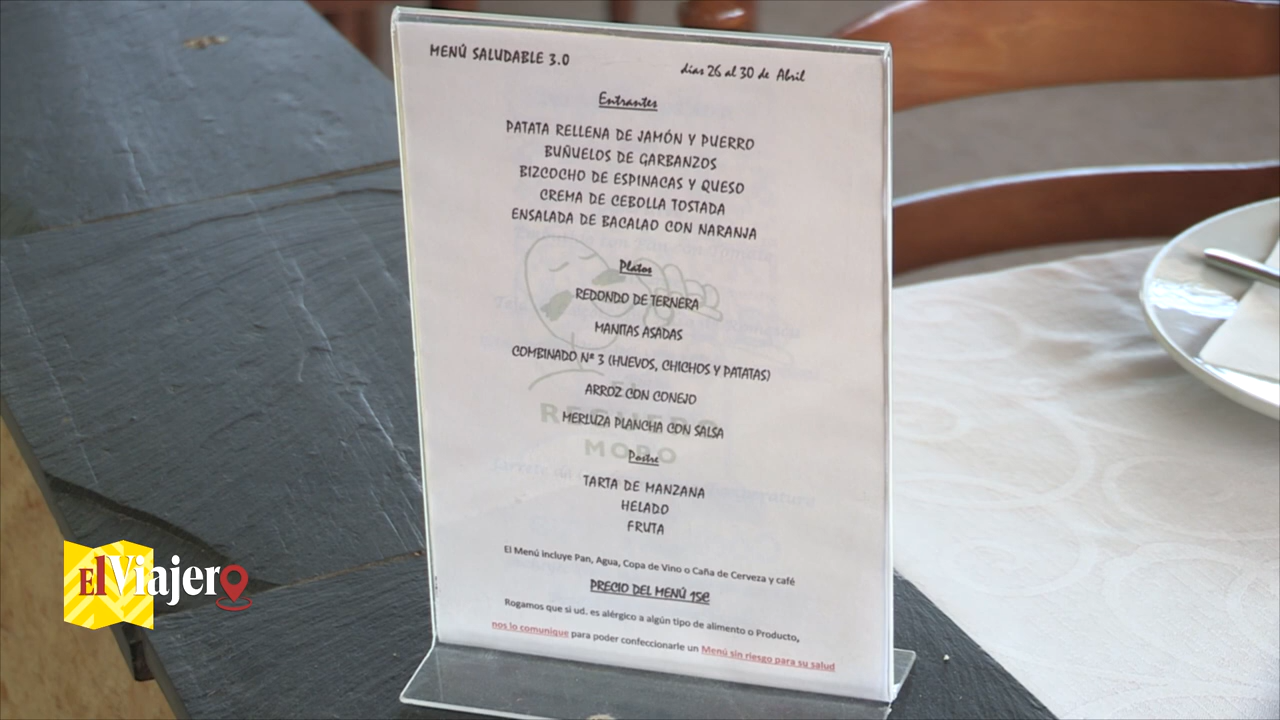 MENÚ SALUDABLE 3.0
días 26 al 30 de Abril
Entrantes
PATATA RELLENA DE JAMÓN Y PUERRO
BUÑUELOS DE GARBANZOS
BIZCOCHO DE ESPINACAS Y QUESO
CREMA DE CEBOLLA TOSTADA
ENSALADA DE BACALAO CON NARANJA
Platos
REDONDO DE TERNERA
MANITAS ASADAS
COMBINADO Nº 3 (HUEVOS, CHICHOS Y PATATAS)
ARROZ CON CONEJO
MERLUZA PLANCHA CON SALSA
EL
REGUERO
MORO
Postre
TARTA DE MANZANA
HELADO
FRUTA
El Menú incluye Pan, Agua, Copa de Vino o Caña de Cerveza y café
PRECIO DEL MENÚ 15€
Rogamos que si ud. es alérgico a algún tipo de alimento o Producto,
nos lo comunique para poder confeccionarle un Menú sin riesgo para su salud
El Viajero